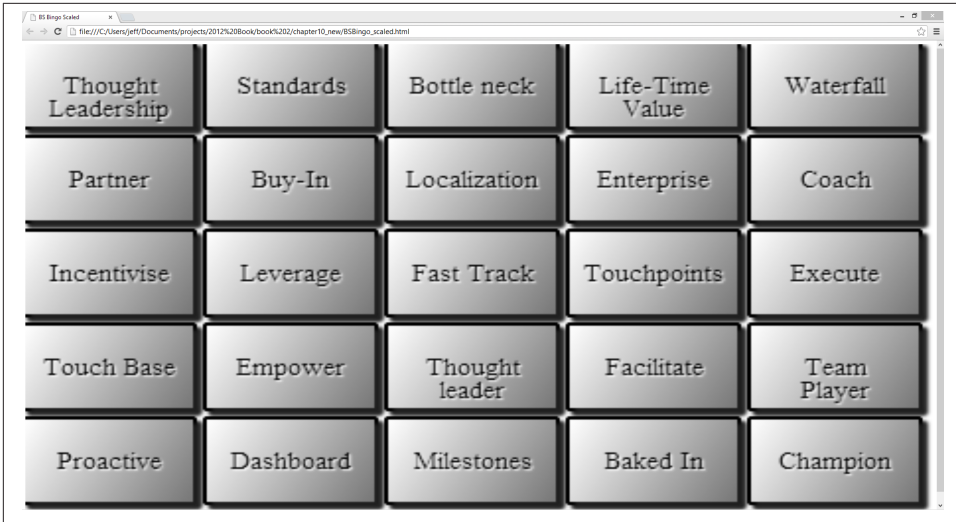 BS Bingo Scaled
file:///C:/Users/jeff/Documents/projects/2012%20Book/book%202/chapter10_new/BSBingo_scaled.html
Thought Leadership Standards Bottle neck Life-Time Value Waterfall
Partner Buy-In Localization Enterprise Coach
Incentivise Leverage Fast Track Touchpoints Execute
Touch Base Empower Thought leader Facilitate Team Player
Proactive Dashboard Milestones Baked In Champion